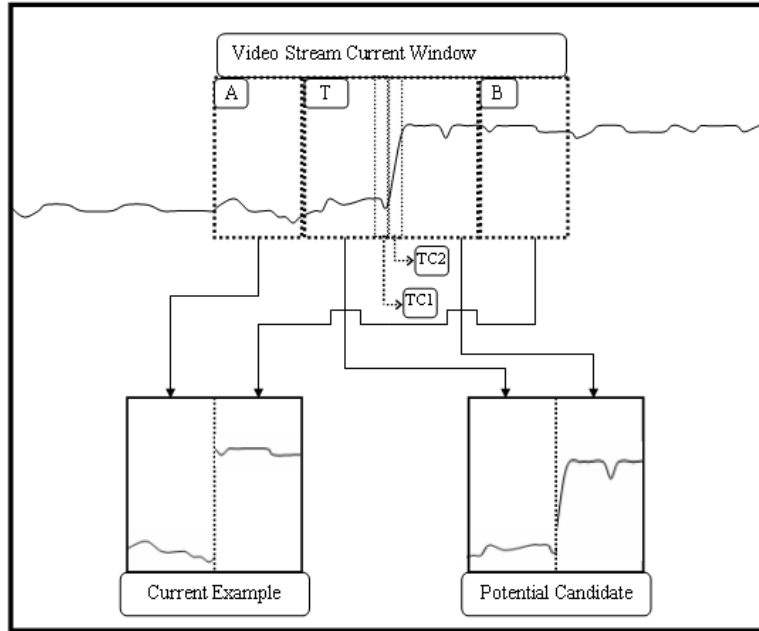 Video Stream Current Window
A
T
B
TC2
TC1
Current Example
Potential Candidate